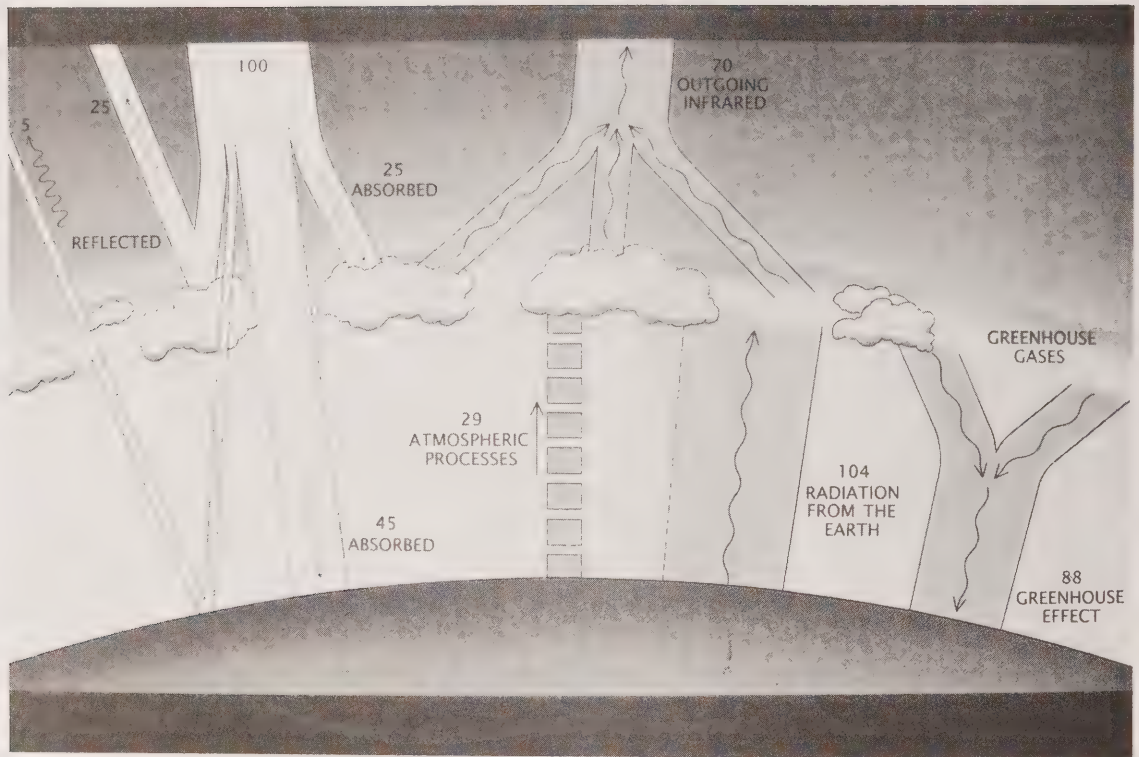 100
25
5
REFLECTED
25
ABSORBED
70
OUTGOING
INFRARED
29
ATMOSPHERIC
PROCESSES
45
ABSORBED
104
RADIATION
FROM THE
EARTH
GREENHOUSE
GASES
88
GREENHOUSE
EFFECT